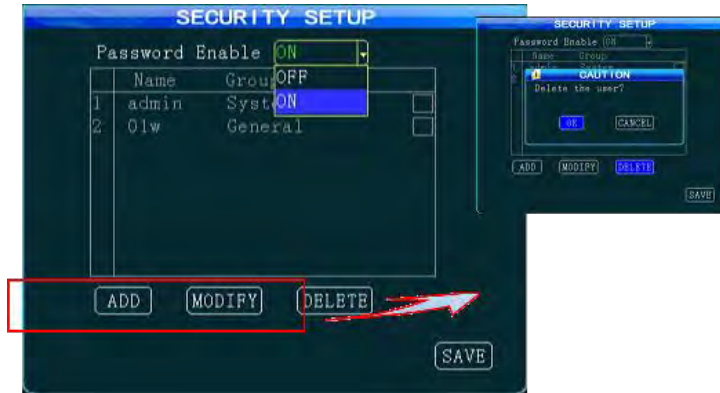 SECURITY SETUP
Password Enable ON
OFF
ON
Name Grou
1 admin Syst
2 01w General
ADD MODIFY DELETE
SAVE
SECURITY SETUP
Password Enable ON
Name Group
CAUTION
Delete the user?
OK CANCEL
ADD MODIFY DELETE
SAVE